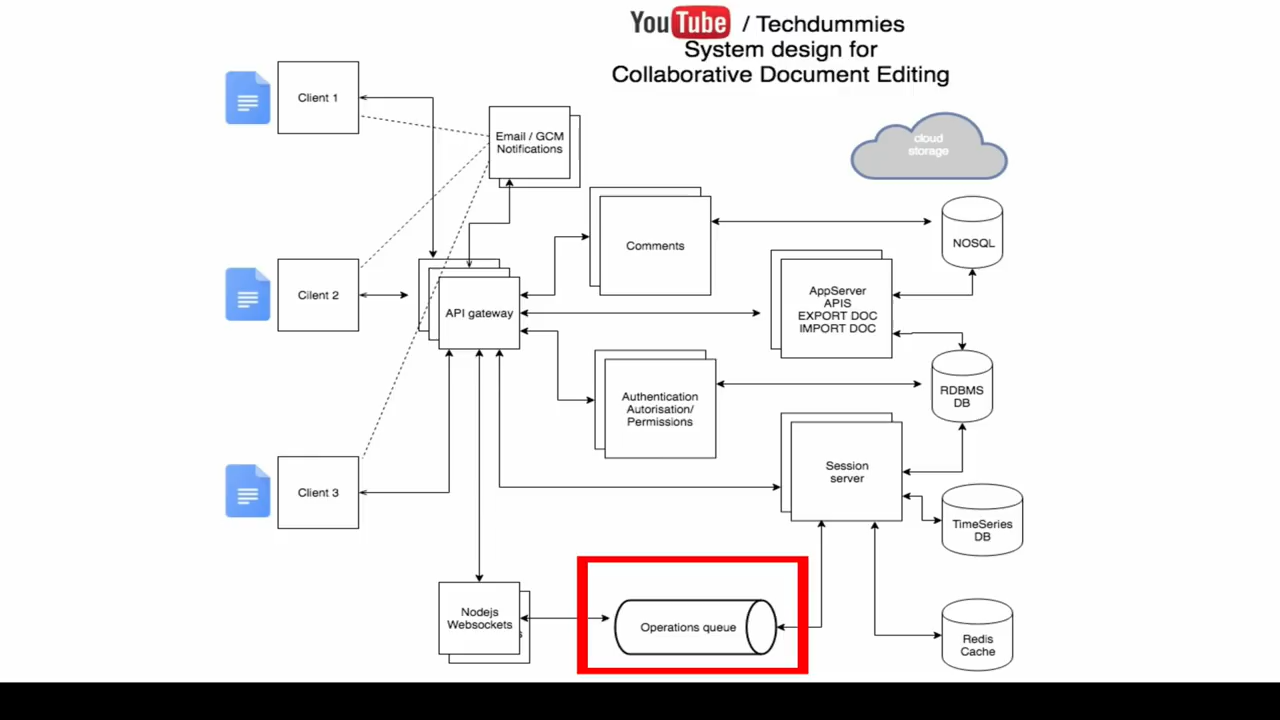 YouTube / Techdummies
System design for
Collaborative Document Editing
Client 1
Email / GCM
Notifications
cloud
storage
Comments
NOSQL
Cilent 2
API gateway
AppServer
APIS
EXPORT DOC
IMPORT DOC
Authentication
Autorisation/
Permissions
RDBMS
DB
Client 3
Session
server
TimeSeries
DB
Nodejs
Websockets
s
Operations queue
Redis
Cache